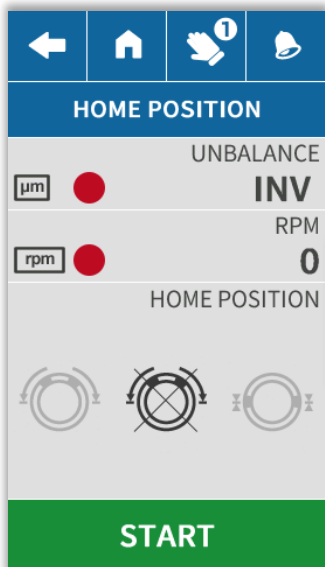 1
HOME POSITION
UNBALANCE
µm
INV
RPM
rpm
0
HOME POSITION
START